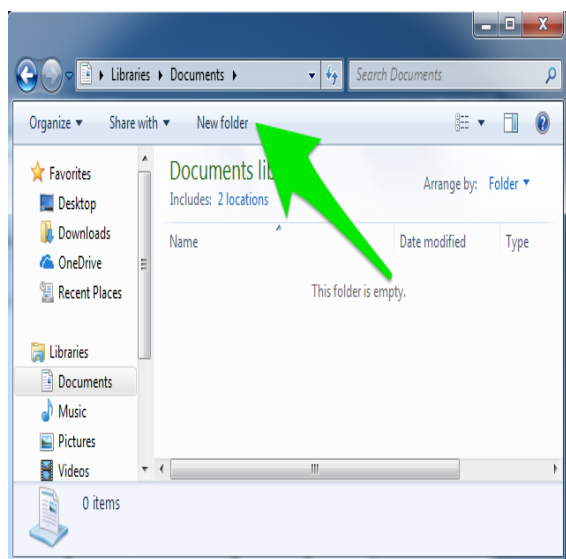 Libraries Documents
Search Documents
Organize Share with New folder
Favorites
Desktop
Downloads
OneDrive
Recent Places
Libraries
Documents
Music
Pictures
Videos
Documents lib
Includes: 2 locations
Arrange by: Folder
Name Date modified Type
This folder is empty.
0 items